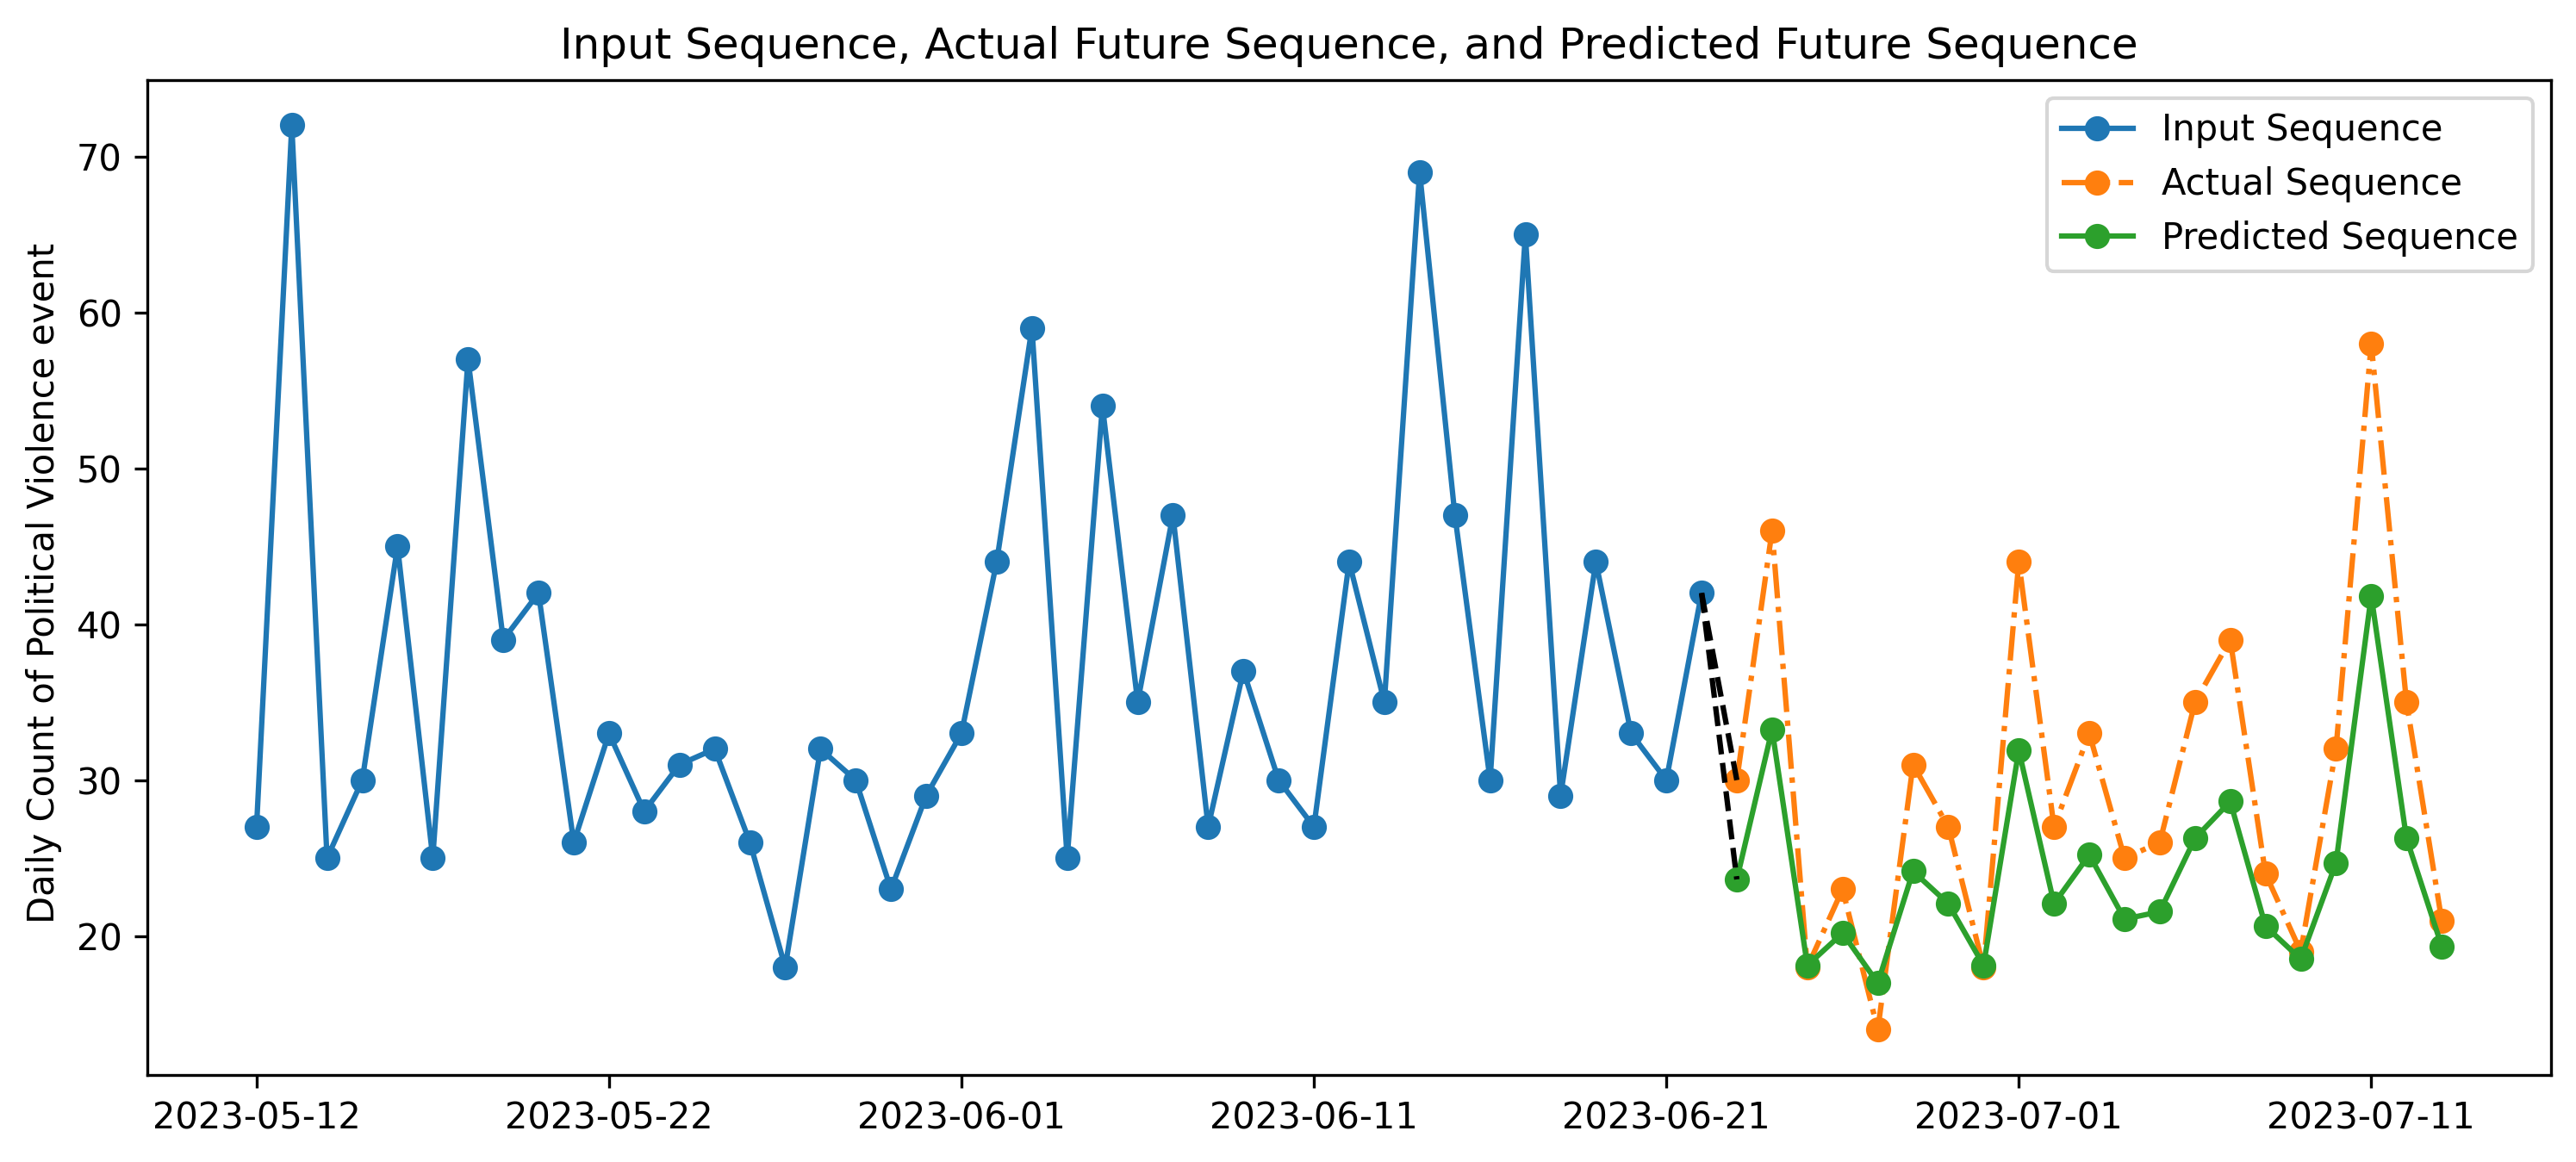 Input Sequence, Actual Future Sequence, and Predicted Future Sequence
Daily Count of Political Violence event
70
60
50
40
30
20
Input Sequence
Actual Sequence
Predicted Sequence
2023-05-12
2023-05-22
2023-06-01
2023-06-11
2023-06-21
2023-07-01
2023-07-11